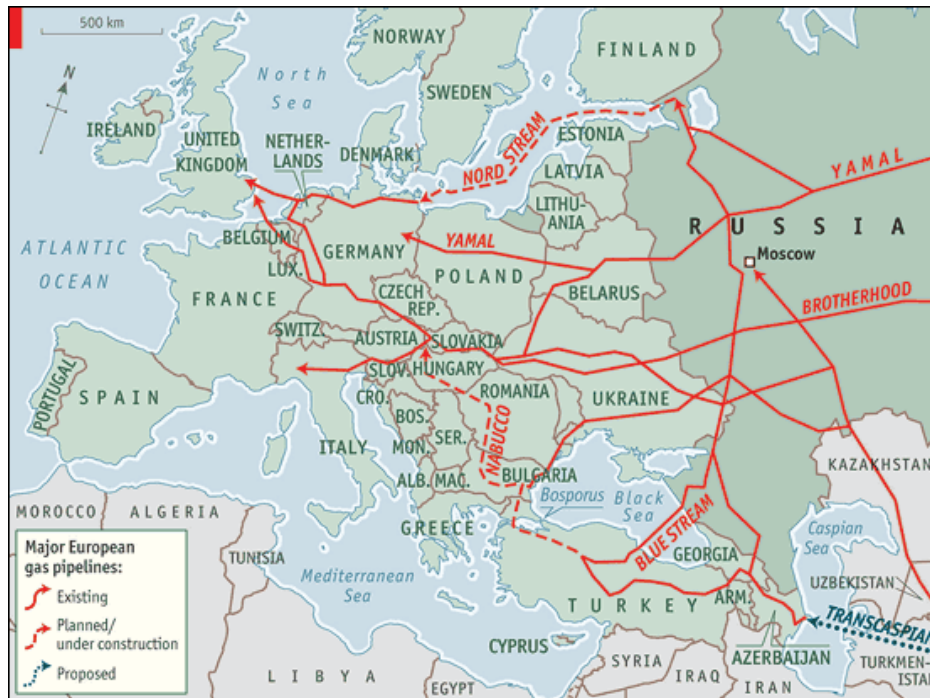 500 km
N
NORWAY
FINLAND
SWEDEN
North
Sea
IRELAND
UNITED
KINGDOM
NETHER-
LANDS
DENMARK
NORD STREAM
ESTONIA
LATVIA
LITHU-
ANIA
YAMAL
RUSSIA
Moscow
ATLANTIC
OCEAN
BELGIUM
LUX.
GERMANY
YAMAL
POLAND
BELARUS
BROTHERHOOD
FRANCE
CZECH
REP.
SWITZ.
AUSTRIA
SLOVAKIA
SLOV.
HUNGARY
PORTUGAL
SPAIN
CRO.
ROMANIA
UKRAINE
BOS.
ITALY
MON.
SER.
NABUCCO
ALB.
MAC.
BULGARIA
KAZAKHSTAN
Bosporus
Black
Sea
MOROCCO
ALGERIA
GREECE
BLUE STREAM
GEORGIA
Caspian
Sea
TUNISIA
Mediterranean
Sea
TURKEY
ARM.
UZBEKISTAN
TRANSCASPIAN
CYPRUS
AZERBAIJAN
TURKMEN-
ISTAN
LIBYA
EGYPT
SYRIA
IRAQ
IRAN
Major European
gas pipelines:
Existing
Planned/
under construction
Proposed